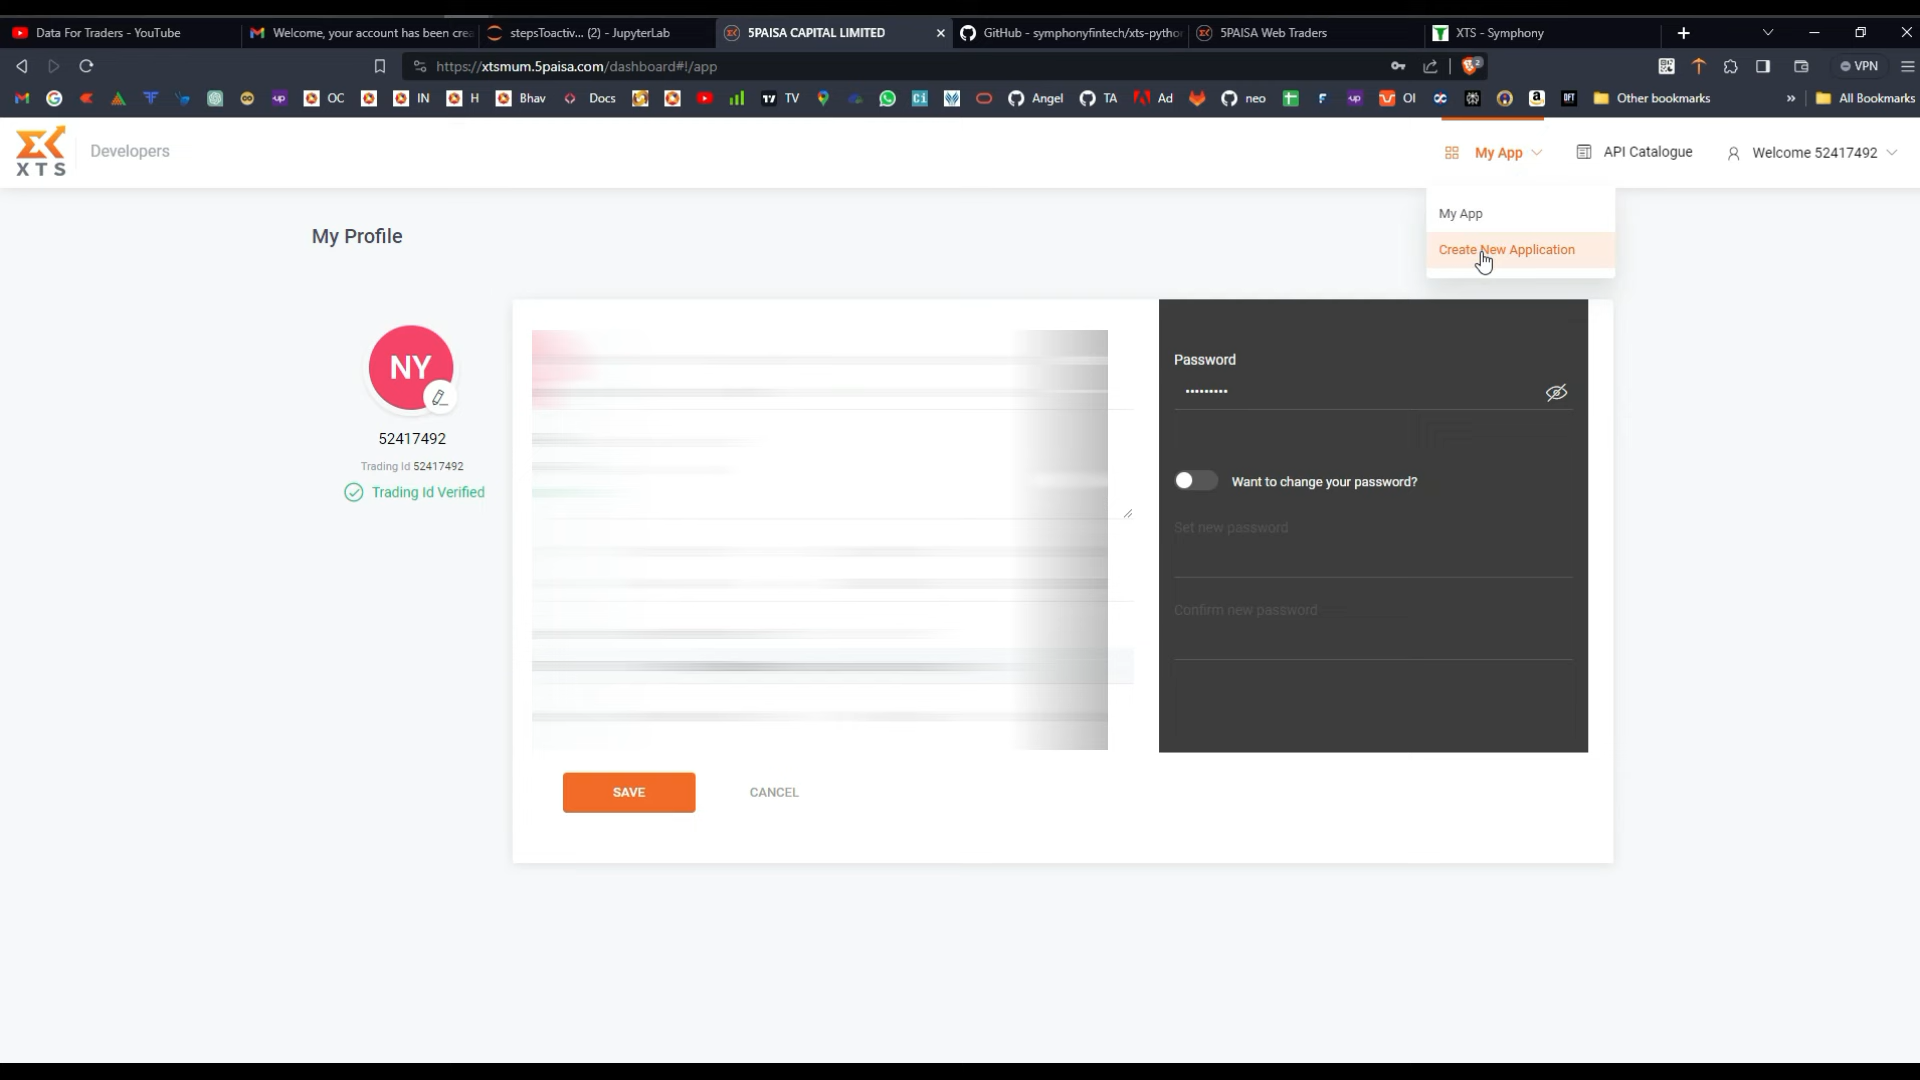 Data For Traders - YouTube
Welcome, your account has been cre
stepsToactiv... (2) - JupyterLab
5PAISA CAPITAL LIMITED
GitHub - symphonyfintech/xts-pytho
5PAISA Web Traders
XTS - Symphony
https://xtsmum.5paisa.com/dashboard#!/app
2
VPN
OC
IN
H
Bhav
Docs
TV
Angel
TA
Ad
neo
OI
Other bookmarks
All Bookmarks
XTS
Developers
My App
API Catalogue
Welcome 52417492
My App
Create New Application
My Profile
NY
52417492
Trading Id 52417492
Trading Id Verified
Password
Want to change your password?
Set new password
Confirm new password
SAVE
CANCEL